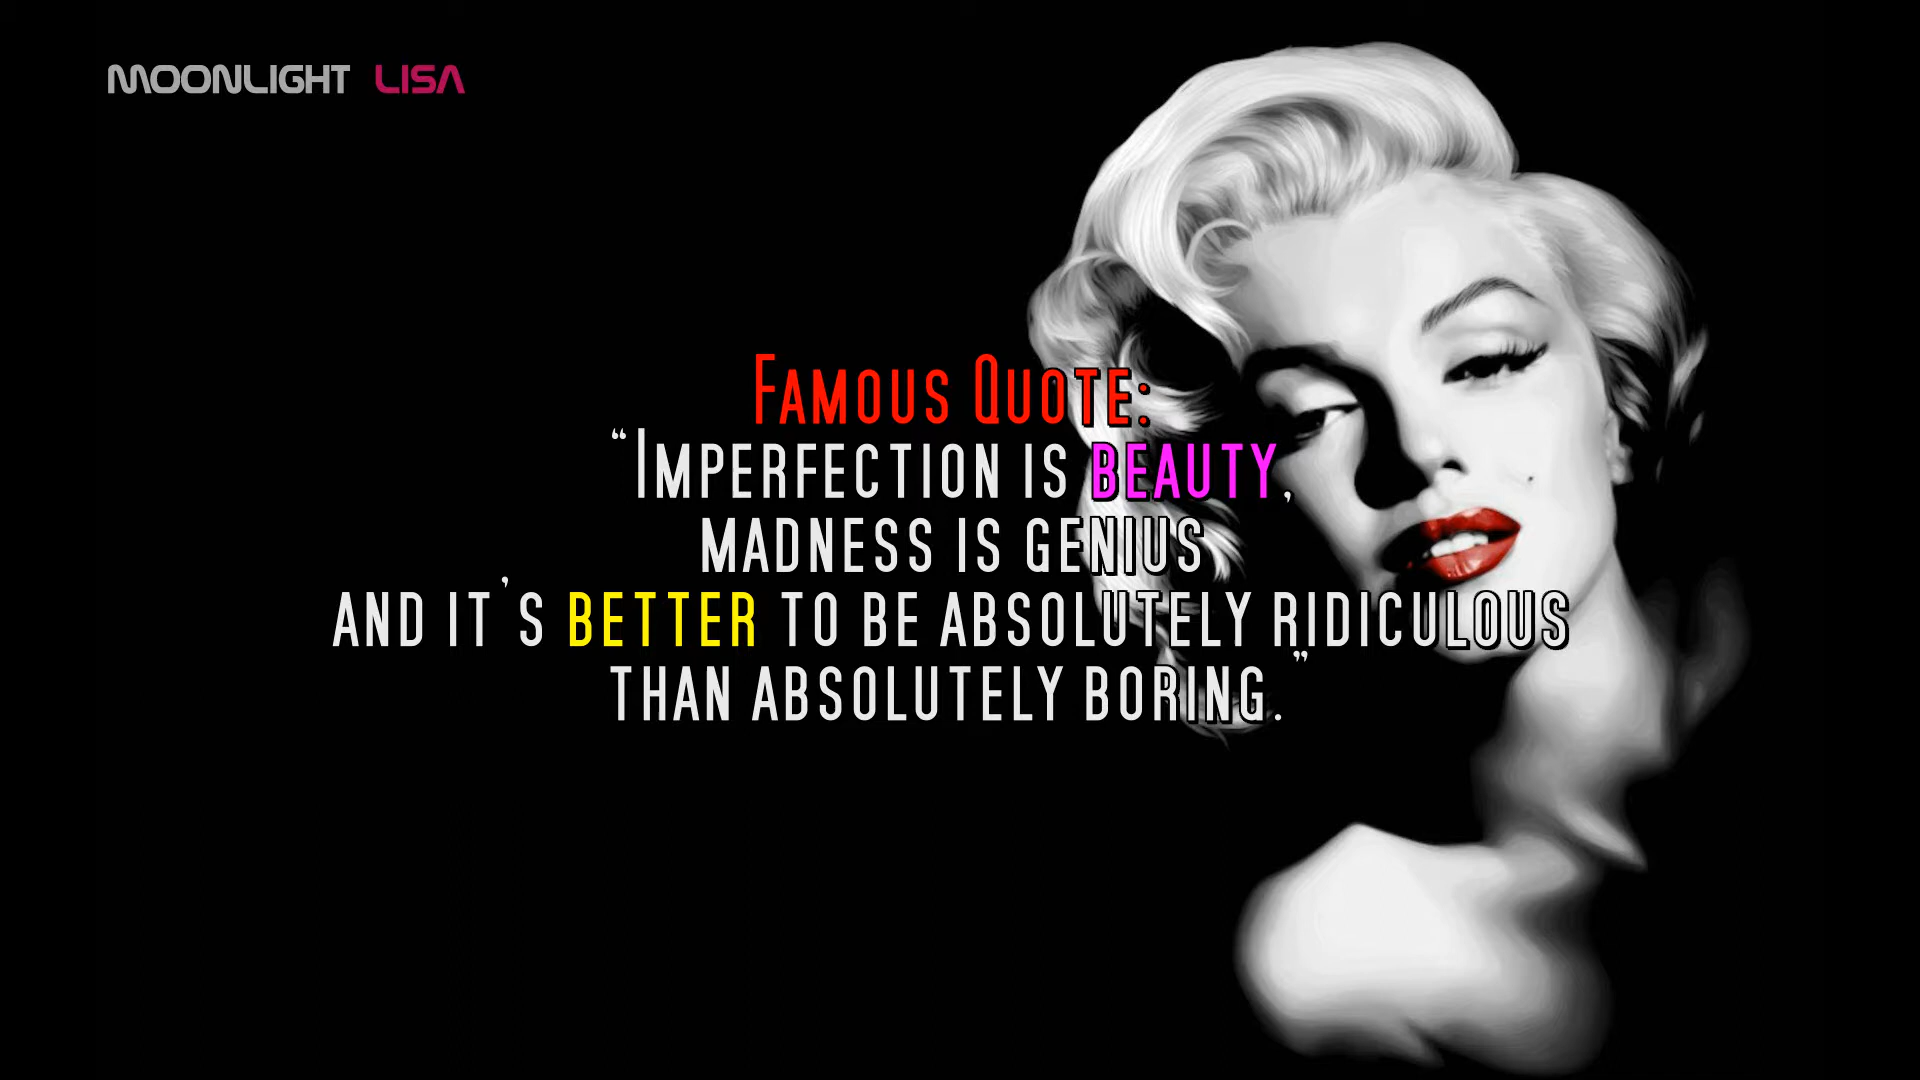 MOONLIGHT LISA
FAMOUS QUOTE:
“IMPERFECTION IS BEAUTY,
MADNESS IS GENIUS
AND IT'S BETTER TO BE ABSOLUTELY RIDICULOUS
THAN ABSOLUTELY BORING.”